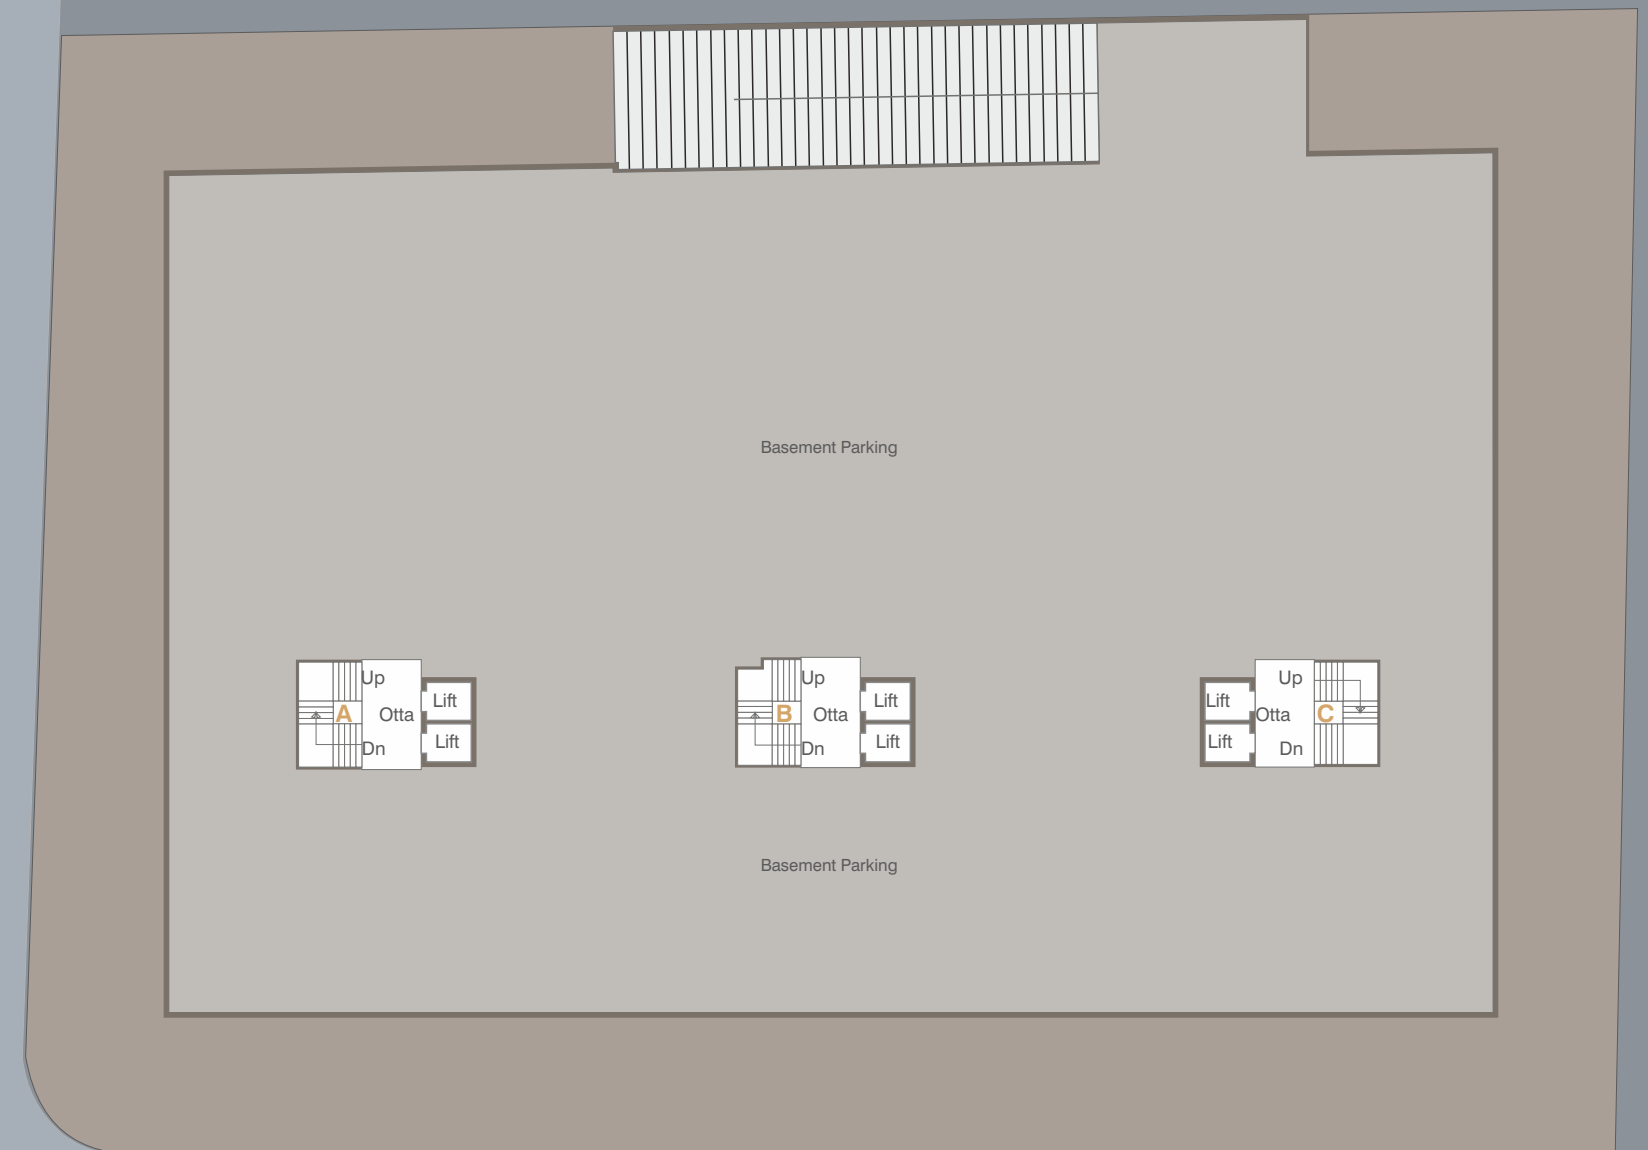 Basement Parking
Up
A
Otta
Dn
Lift
Lift
Up
B
Otta
Dn
Lift
Lift
Lift
Lift
Up
Otta
C
Dn
Basement Parking